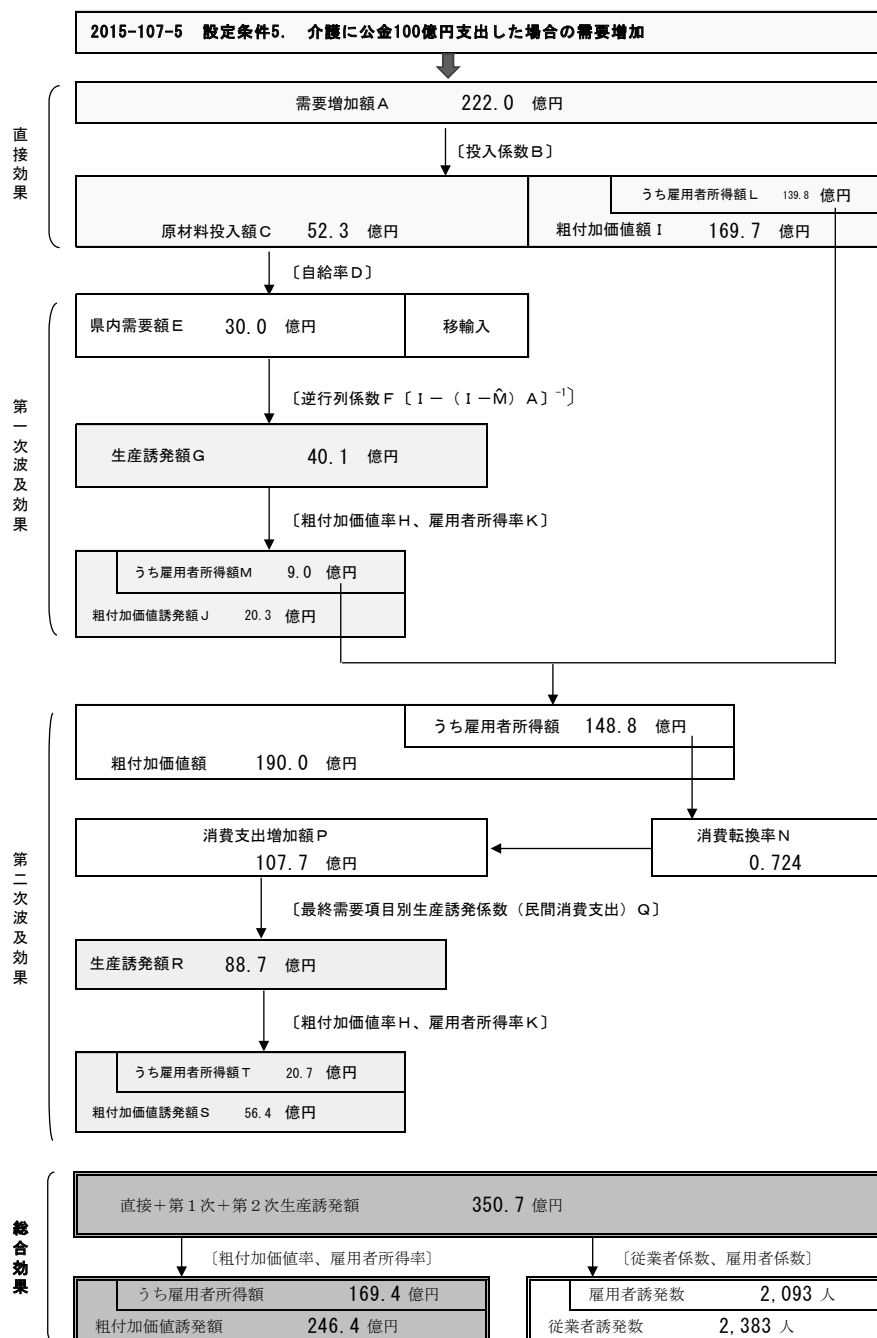 2015-107-5 設定条件5. 介護に公金100億円支出した場合の需要増加
直接効果
需要増加額A 222.0 億円
〔投入係数B〕
うち雇用者所得額L 139.8 億円
原材料投入額C 52.3 億円
粗付加価値額I 169.7 億円
〔自給率D〕
第一次波及効果
県内需要額E 30.0 億円
移輸入
〔逆行列係数F〔I－(I－M̂)A〕⁻¹〕
生産誘発額G 40.1 億円
〔粗付加価値率H、雇用者所得率K〕
うち雇用者所得額M 9.0 億円
粗付加価値誘発額J 20.3 億円
第二次波及効果
うち雇用者所得額 148.8 億円
粗付加価値額 190.0 億円
消費支出増加額P
107.7 億円
消費転換率N
0.724
〔最終需要項目別生産誘発係数(民間消費支出)Q〕
生産誘発額R 88.7 億円
〔粗付加価値率H、雇用者所得率K〕
うち雇用者所得額T 20.7 億円
粗付加価値誘発額S 56.4 億円
総合効果
直接＋第1次＋第2次生産誘発額 350.7 億円
〔粗付加価値率、雇用者所得率〕
〔従業者係数、雇用者係数〕
うち雇用者所得額 169.4 億円
粗付加価値誘発額 246.4 億円
雇用者誘発数 2,093 人
従業者誘発数 2,383 人